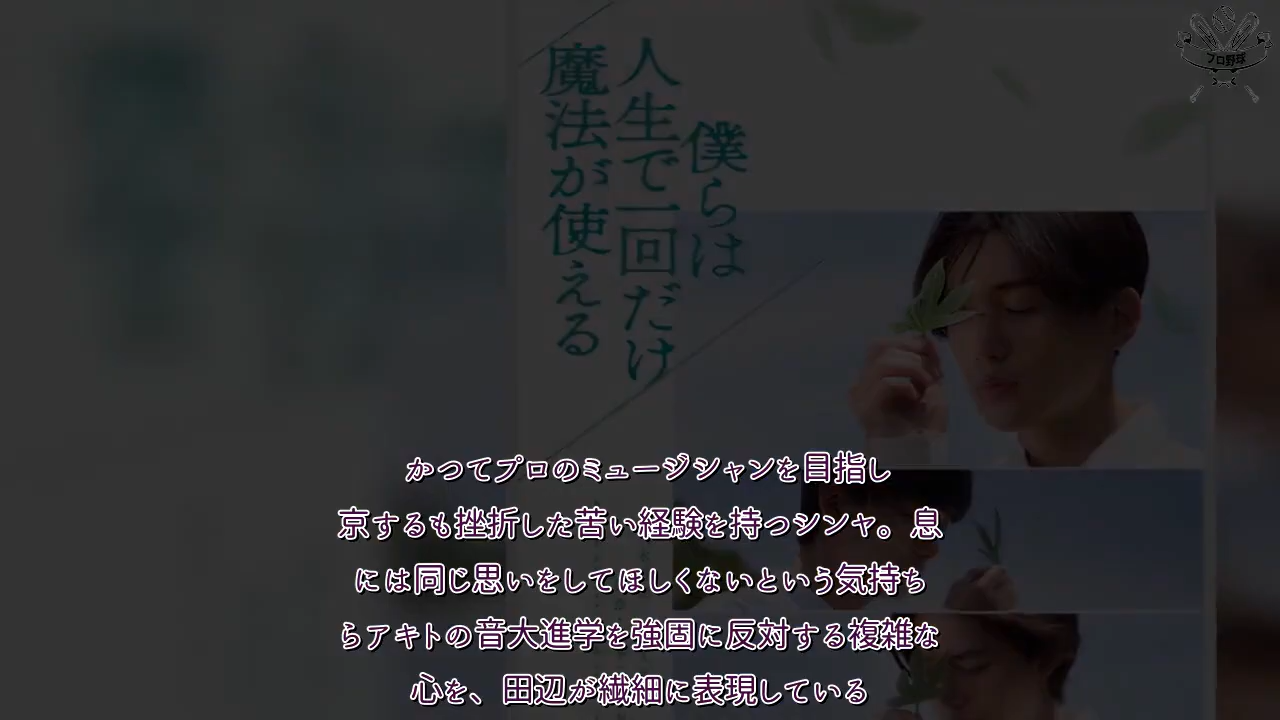 僕らは
人生で一回だけ
魔法が使える
プロ野球
かつてプロのミュージシャンを目指し
京するも挫折した苦い経験を持つシンヤ。息
には同じ思いをしてほしくないという気持ち
らアキトの音大進学を強固に反対する複雑な
心を、田辺が繊細に表現している